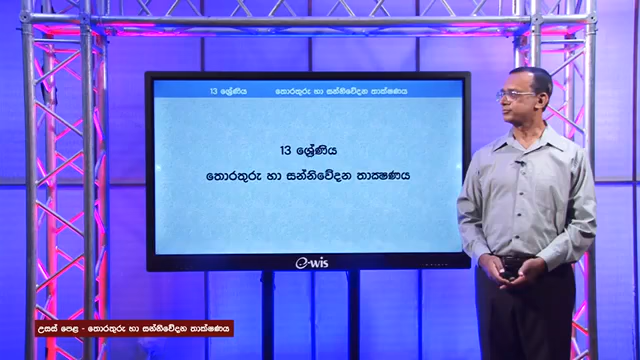 13 ශ්‍රේණිය තොරතුරු හා සන්නිවේදන තාක්ෂණය
13 ශ්‍රේණිය
තොරතුරු හා සන්නිවේදන තාක්ෂණය
e-wis
උසස් පෙළ - තොරතුරු හා සන්නිවේදන තාක්ෂණය